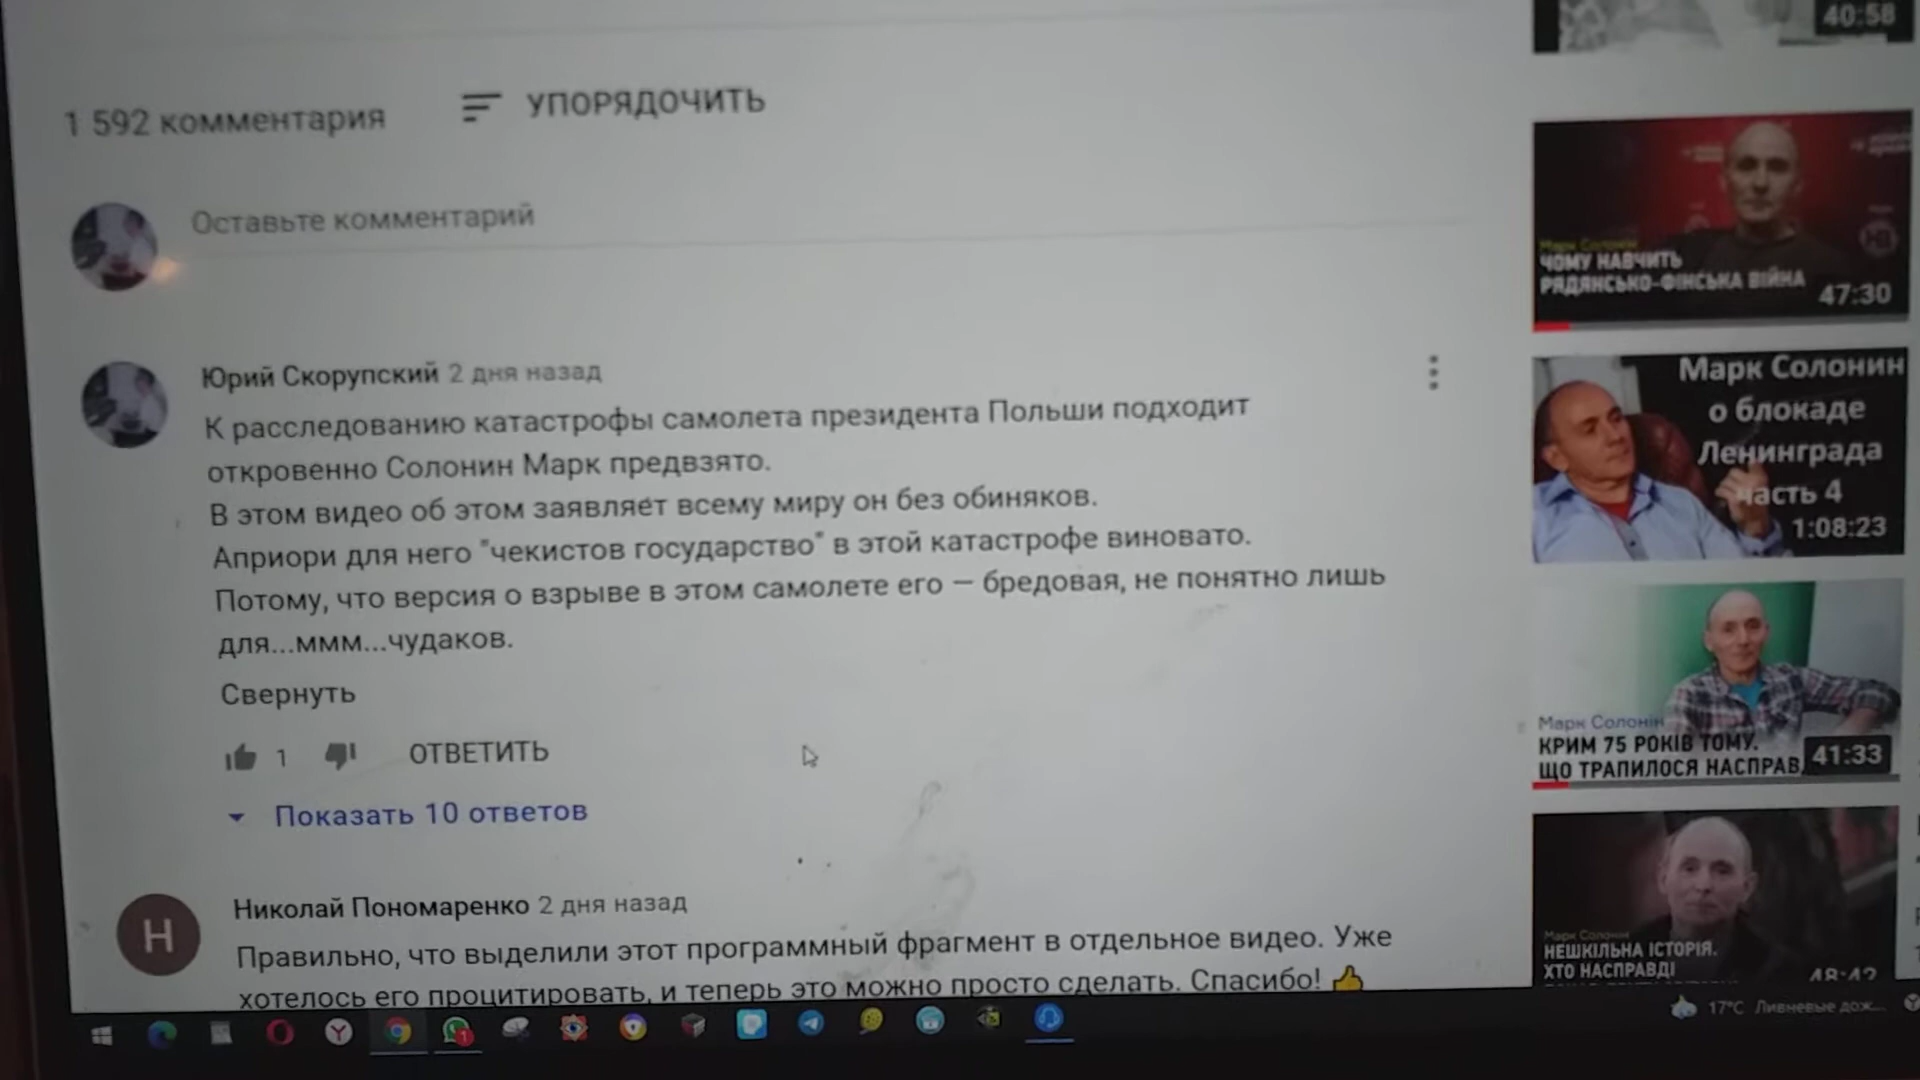 1 592 комментария
УПОРЯДОЧИТЬ
Оставьте комментарий
Юрий Скорупский 2 дня назад
К расследованию катастрофы самолета президента Польши подходит
откровенно Солонин Марк предвзято.
В этом видео об этом заявляет всему миру он без обиняков.
Априори для него "чекистов государство" в этой катастрофе виновато.
Потому, что версия о взрыве в этом самолете его — бредовая, не понятно лишь
для...ммм...чудаков.
Свернуть
1
ОТВЕТИТЬ
Показать 10 ответов
Н
Николай Пономаренко 2 дня назад
Правильно, что выделили этот программный фрагмент в отдельное видео. Уже
хотелось его процитировать, и теперь это можно просто сделать. Спасибо! 👍
40:58
Марк Солонін
ЧОМУ НАВЧИТЬ
РЯДЯНСЬКО-ФІНСЬКА ВІЙНА
47:30
Марк Солонин
о блокаде
Ленинграда
часть 4
1:08:23
Марк Солонін
КРИМ 75 РОКІВ ТОМУ.
ЩО ТРАПИЛОСЯ НАСПРАВ
41:33
Марк Солонін
НЕШКІЛЬНА ІСТОРІЯ.
ХТО НАСПРАВДІ
48:42
1
17°C Ливневые дож...